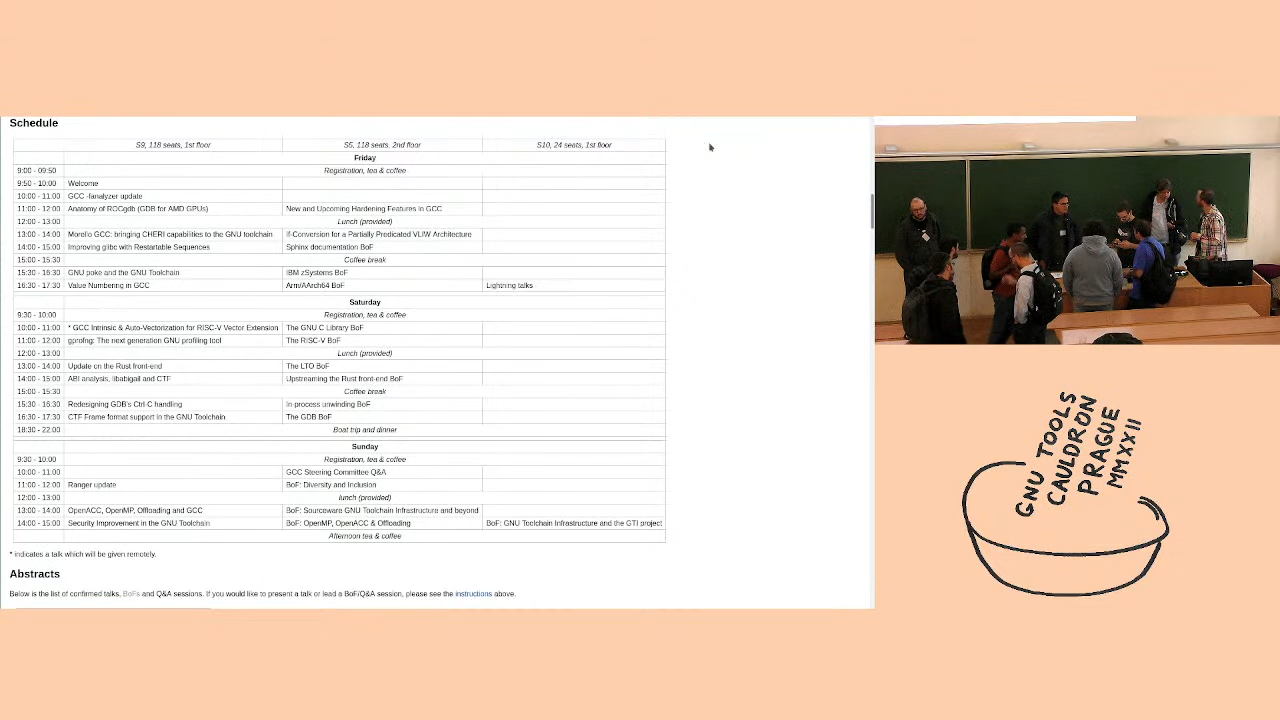 Schedule
S9, 118 seats, 1st floor S5, 118 seats, 2nd floor S10, 24 seats, 1st floor
Friday
9:00 - 09:50 Registration, tea & coffee
9:50 - 10:00 Welcome
10:00 - 11:00 GCC -fanalyzer update
11:00 - 12:00 Anatomy of ROCgdb (GDB for AMD GPUs) New and Upcoming Hardening Features in GCC
12:00 - 13:00 Lunch (provided)
13:00 - 14:00 Morello GCC: bringing CHERI capabilities to the GNU toolchain If-Conversion for a Partially Predicated VLIW Architecture
14:00 - 15:00 Improving glibc with Restartable Sequences Sphinx documentation BoF
15:00 - 15:30 Coffee break
15:30 - 16:30 GNU poke and the GNU Toolchain IBM zSystems BoF
16:30 - 17:30 Value Numbering in GCC Arm/AArch64 BoF Lightning talks
Saturday
9:30 - 10:00 Registration, tea & coffee
10:00 - 11:00 * GCC Intrinsic & Auto-Vectorization for RISC-V Vector Extension The GNU C Library BoF
11:00 - 12:00 gprofng: The next generation GNU profiling tool The RISC-V BoF
12:00 - 13:00 Lunch (provided)
13:00 - 14:00 Update on the Rust front-end The LTO BoF
14:00 - 15:00 ABI analysis, libabigail and CTF Upstreaming the Rust front-end BoF
15:00 - 15:30 Coffee break
15:30 - 16:30 Redesigning GDB's Ctrl-C handling In-process unwinding BoF
16:30 - 17:30 CTF Frame format support in the GNU Toolchain The GDB BoF
18:30 - 22:00 Boat trip and dinner
Sunday
9:30 - 10:00 Registration, tea & coffee
10:00 - 11:00 GCC Steering Committee Q&A
11:00 - 12:00 Ranger update BoF: Diversity and Inclusion
12:00 - 13:00 lunch (provided)
13:00 - 14:00 OpenACC, OpenMP, Offloading and GCC BoF: Sourceware GNU Toolchain Infrastructure and beyond
14:00 - 15:00 Security Improvement in the GNU Toolchain BoF: OpenMP, OpenACC & Offloading BoF: GNU Toolchain Infrastructure and the GTI project
Afternoon tea & coffee
* indicates a talk which will be given remotely.
Abstracts
Below is the list of confirmed talks, BoFs and Q&A sessions. If you would like to present a talk or lead a BoF/Q&A session, please see the instructions above.
GNU TOOLS
CAULDRON
PRAGUE
MMXXII